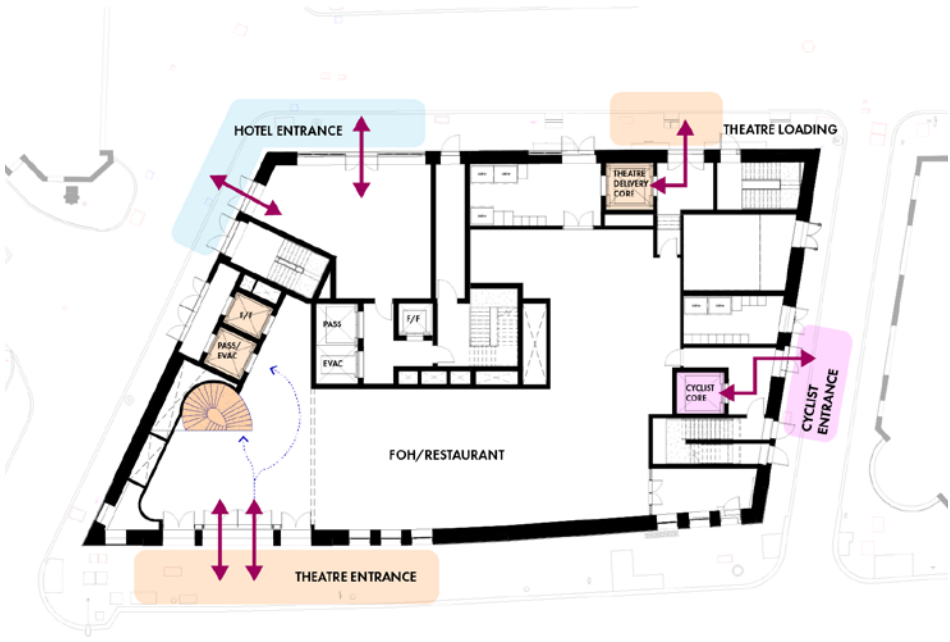 HOTEL ENTRANCE
THEATRE LOADING
THEATRE
DELIVERY
CORE
F/F
PASS/
EVAC
PASS
EVAC
F/F
CYCLIST
CORE
CYCLIST
ENTRANCE
FOH/RESTAURANT
THEATRE ENTRANCE